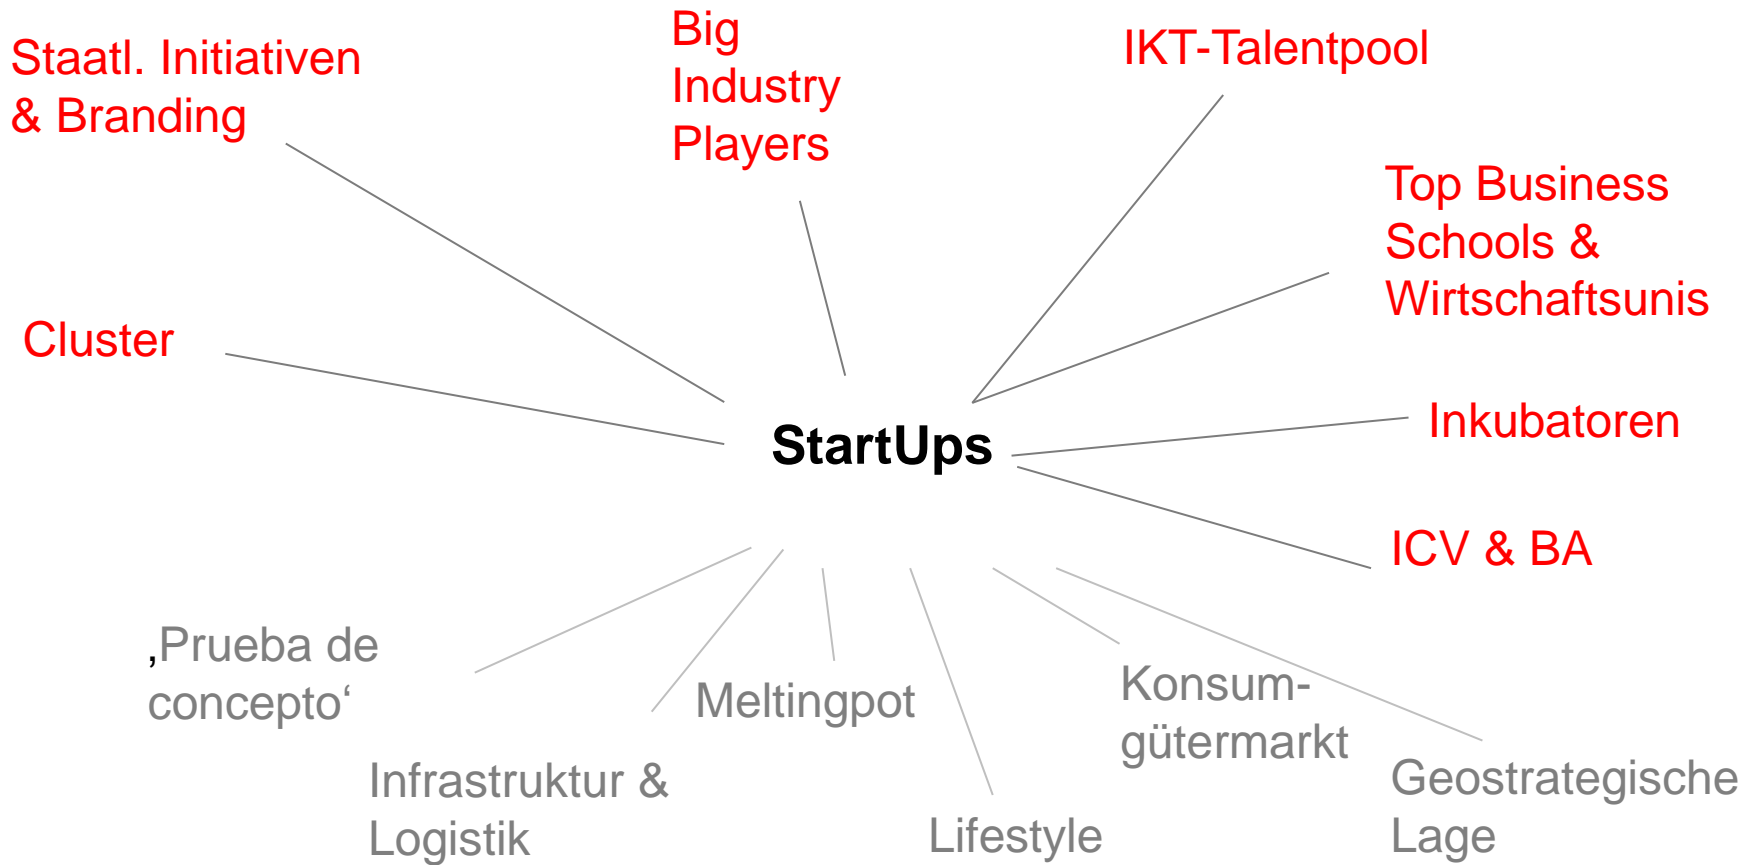 Staatl. Initiativen
& Branding
Big
Industry
Players
IKT-Talentpool
Top Business
Schools &
Wirtschaftsunis
Cluster
StartUps
Inkubatoren
ICV & BA
‚Prueba de
concepto‘
Meltingpot
Konsum-
gütermarkt
Infrastruktur &
Logistik
Lifestyle
Geostrategische
Lage